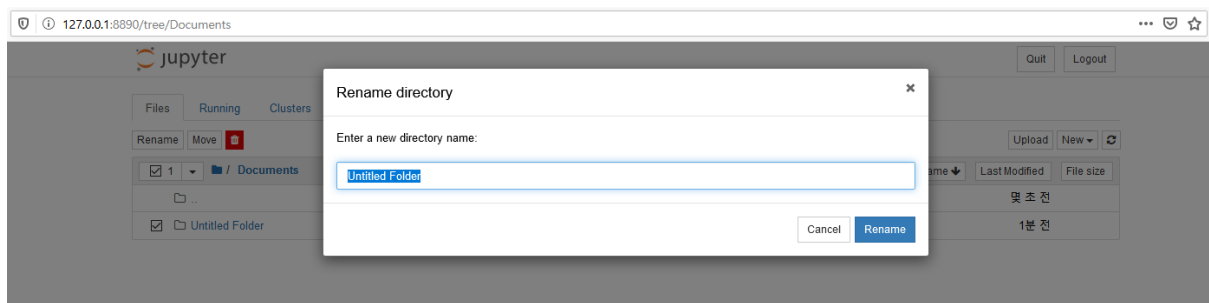 127.0.0.1:8890/tree/Documents
jupyter
Quit Logout
Rename directory
Files Running Clusters
Enter a new directory name:
Rename Move
Upload New
Untitled Folder
1 / Documents
ame Last Modified File size
..
몇 초 전
Untitled Folder
1분 전
Cancel Rename